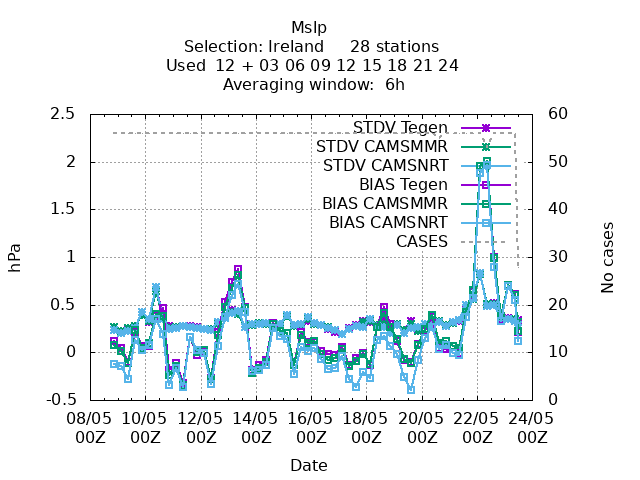 Mslp
Selection: Ireland     28 stations
Used  12 + 03 06 09 12 15 18 21 24
Averaging window:  6h
2.5
2
1.5
1
0.5
0
-0.5
hPa
60
50
40
30
20
10
0
No cases
STDV Tegen
STDV CAMSMMR
STDV CAMSNRT
BIAS Tegen
BIAS CAMSMMR
BIAS CAMSNRT
CASES
08/05 10/05 12/05 14/05 16/05 18/05 20/05 22/05 24/05
00Z 00Z 00Z 00Z 00Z 00Z 00Z 00Z 00Z
Date